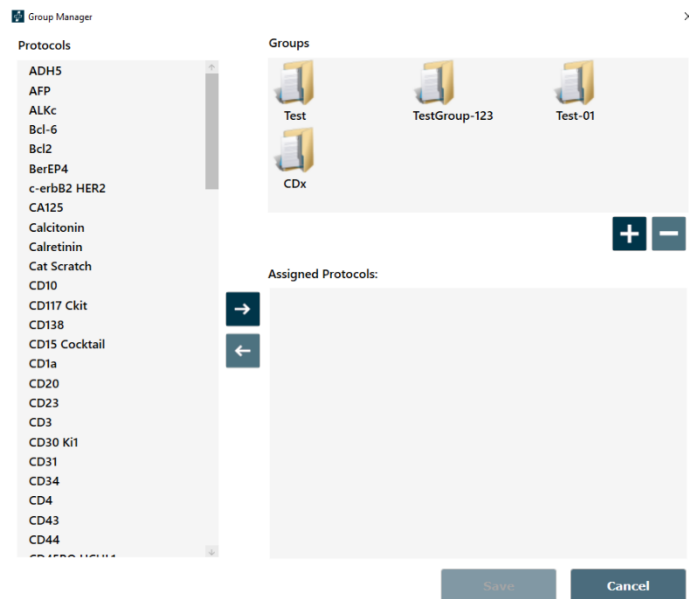 Group Manager
Protocols
ADH5
AFP
ALKc
Bcl-6
Bcl2
BerEP4
c-erbB2 HER2
CA125
Calcitonin
Calretinin
Cat Scratch
CD10
CD117 Ckit
CD138
CD15 Cocktail
CD1a
CD20
CD23
CD3
CD30 Ki1
CD31
CD34
CD4
CD43
CD44
Groups
Test
TestGroup-123
Test-01
CDx
Assigned Protocols:
Save
Cancel